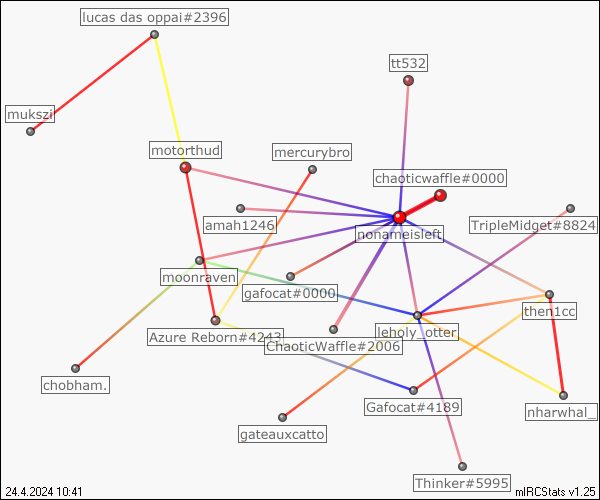 lucas das oppai#2396
tt532
mukszi
motorthud
mercurybro
chaoticwaffle#0000
amah1246
nonameisleft
TripleMidget#8824
moonraven
gafocat#0000
then1cc
Azure Reborn#4243
ChaoticWaffle#2006
leholy_otter
chobham.
Gafocat#4189
nharwhal_
gateauxcatto
Thinker#5995
24.4.2024 10:41
mIRCStats v1.25